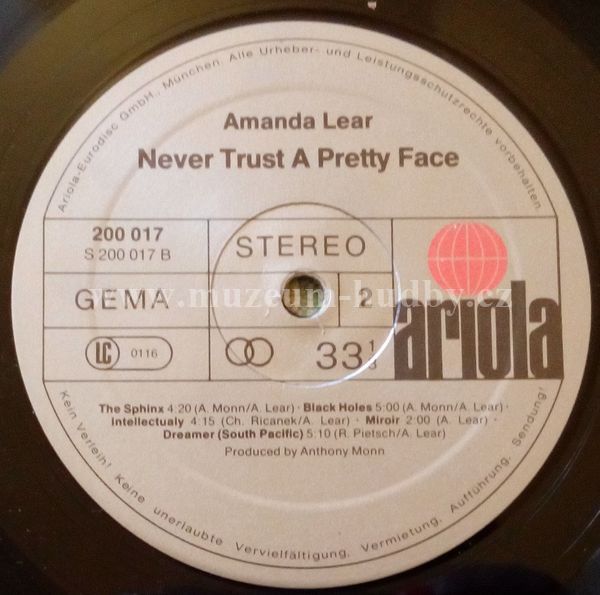 Ariola-Eurodisc GmbH., München. Alle Urheber- und Leistungsschutzrechte vorbehalten.
Amanda Lear
Never Trust A Pretty Face
200 017
S 200 017 B
STEREO
GEMA
2
www.muzeum-hudby.cz
LC 0116
33 1/3
ariola
The Sphinx 4:20 (A. Monn/A. Lear) · Black Holes 5:00 (A. Monn/A. Lear) ·
Intellectualy 4:15 (Ch. Ricanek/A. Lear) · Miroir 2:00 (A. Lear) ·
Dreamer (South Pacific) 5:10 (R. Pietsch/A. Lear)
Produced by Anthony Monn
Kein Verleih! Keine unerlaubte Vervielfältigung, Vermietung, Aufführung, Sendung!